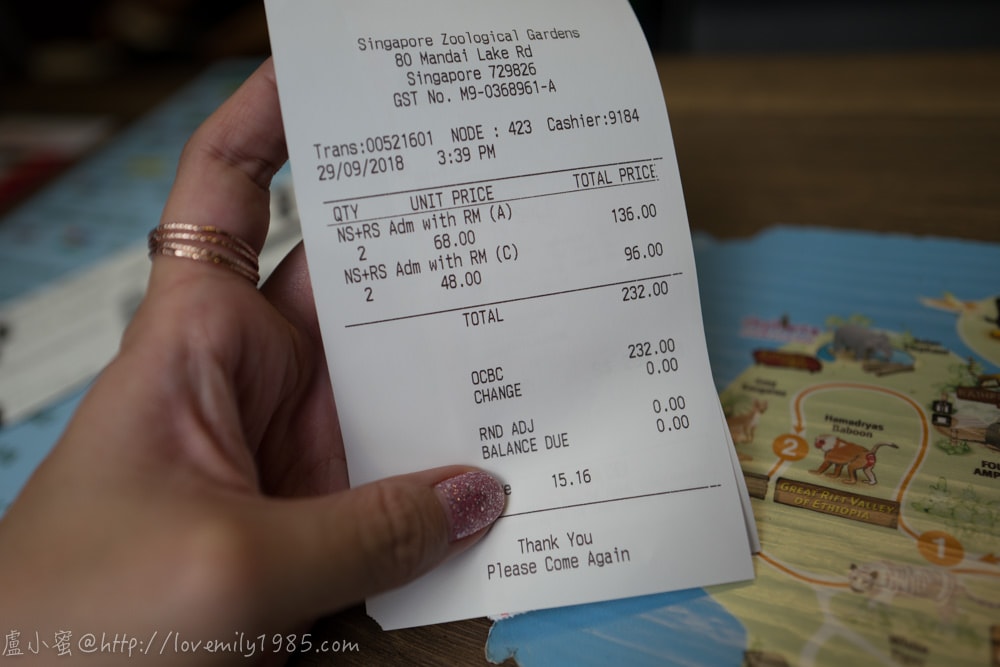 Singapore Zoological Gardens
80 Mandai Lake Rd
Singapore 729826
GST No. M9-0368961-A
Trans:00521601 NODE : 423 Cashier:9184
29/09/2018 3:39 PM
QTY UNIT PRICE TOTAL PRICE
NS+RS Adm with RM (A)
2 68.00 136.00
NS+RS Adm with RM (C)
2 48.00 96.00
TOTAL 232.00
OCBC 232.00
CHANGE 0.00
RND ADJ 0.00
BALANCE DUE 0.00
e 15.16
Thank You
Please Come Again
Hamadryas
Baboon
2
GREAT RIFT VALLEY
OF ETHIOPIA
1
盧小蜜@http://lovemily1985.com